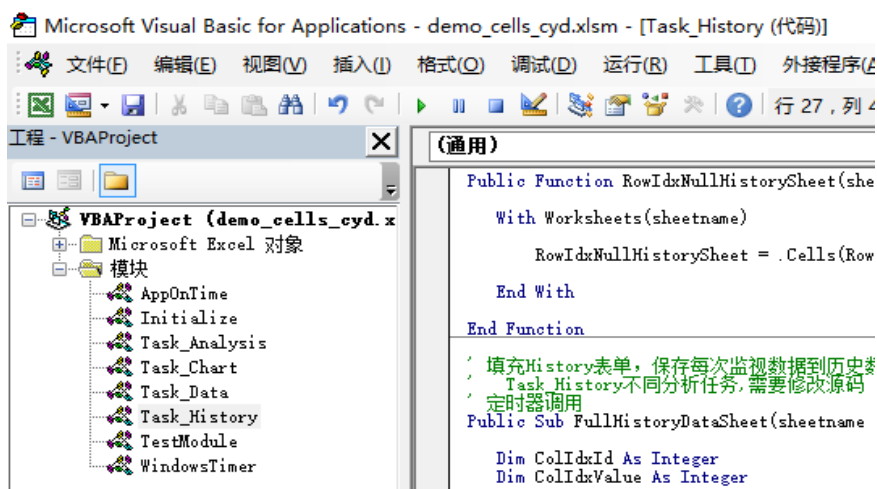 Microsoft Visual Basic for Applications - demo_cells_cyd.xlsm - [Task_History (代码)]
文件(F) 编辑(E) 视图(V) 插入(I) 格式(O) 调试(D) 运行(R) 工具(T) 外接程序(A
行 27 , 列 4
工程 - VBAProject
(通用)
VBAProject (demo_cells_cyd.x
Microsoft Excel 对象
模块
AppOnTime
Initialize
Task_Analysis
Task_Chart
Task_Data
Task_History
TestModule
WindowsTimer
Public Function RowIdxNullHistorySheet(she
With Worksheets(sheetname)
RowIdxNullHistorySheet = .Cells(Row
End With
End Function
' 填充History表单，保存每次监视数据到历史数
' Task_History不同分析任务,需要修改源码
' 定时器调用
Public Sub FullHistoryDataSheet(sheetname
Dim ColIdxId As Integer
Dim ColIdxValue As Integer